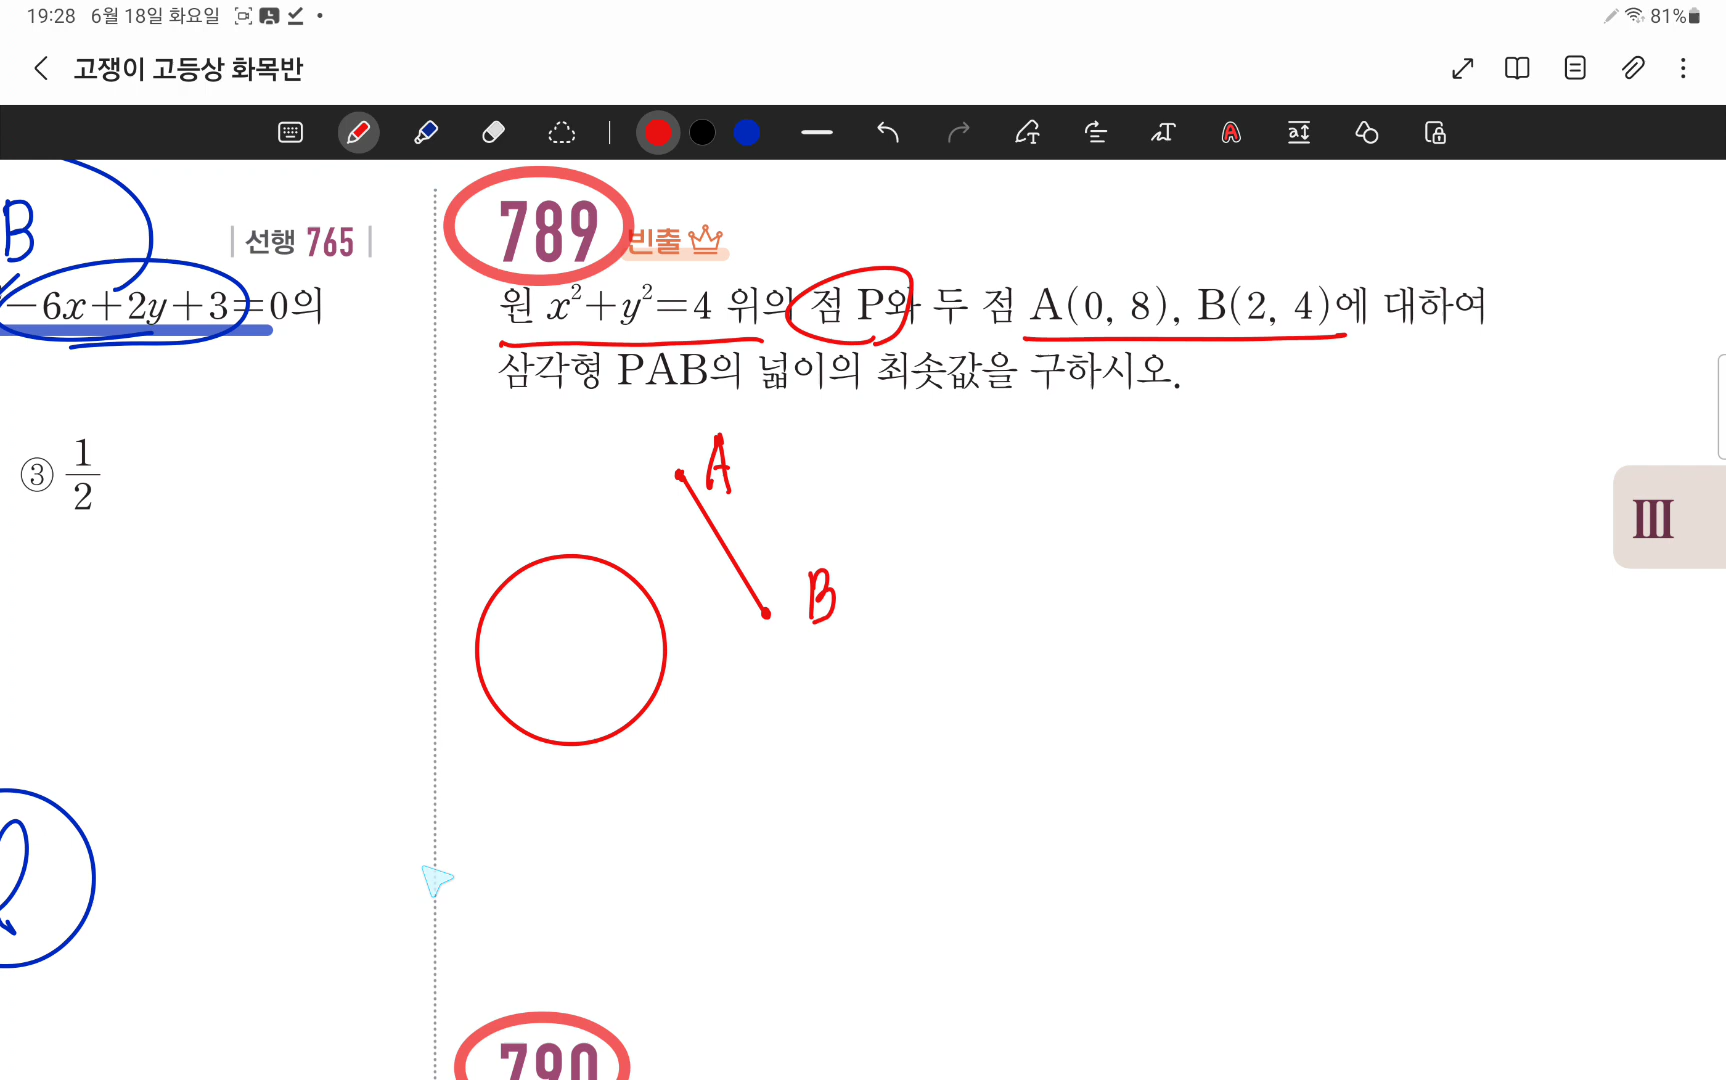 19:28 6월 18일 화요일
81%
고쟁이 고등상 화목반
B
선행 765
−6x+2y+3=0의
③ 1/2
789 빈출
원 x²+y²=4 위의 점 P와 두 점 A(0, 8), B(2, 4)에 대하여
삼각형 PAB의 넓이의 최솟값을 구하시오.
A
B
III
790